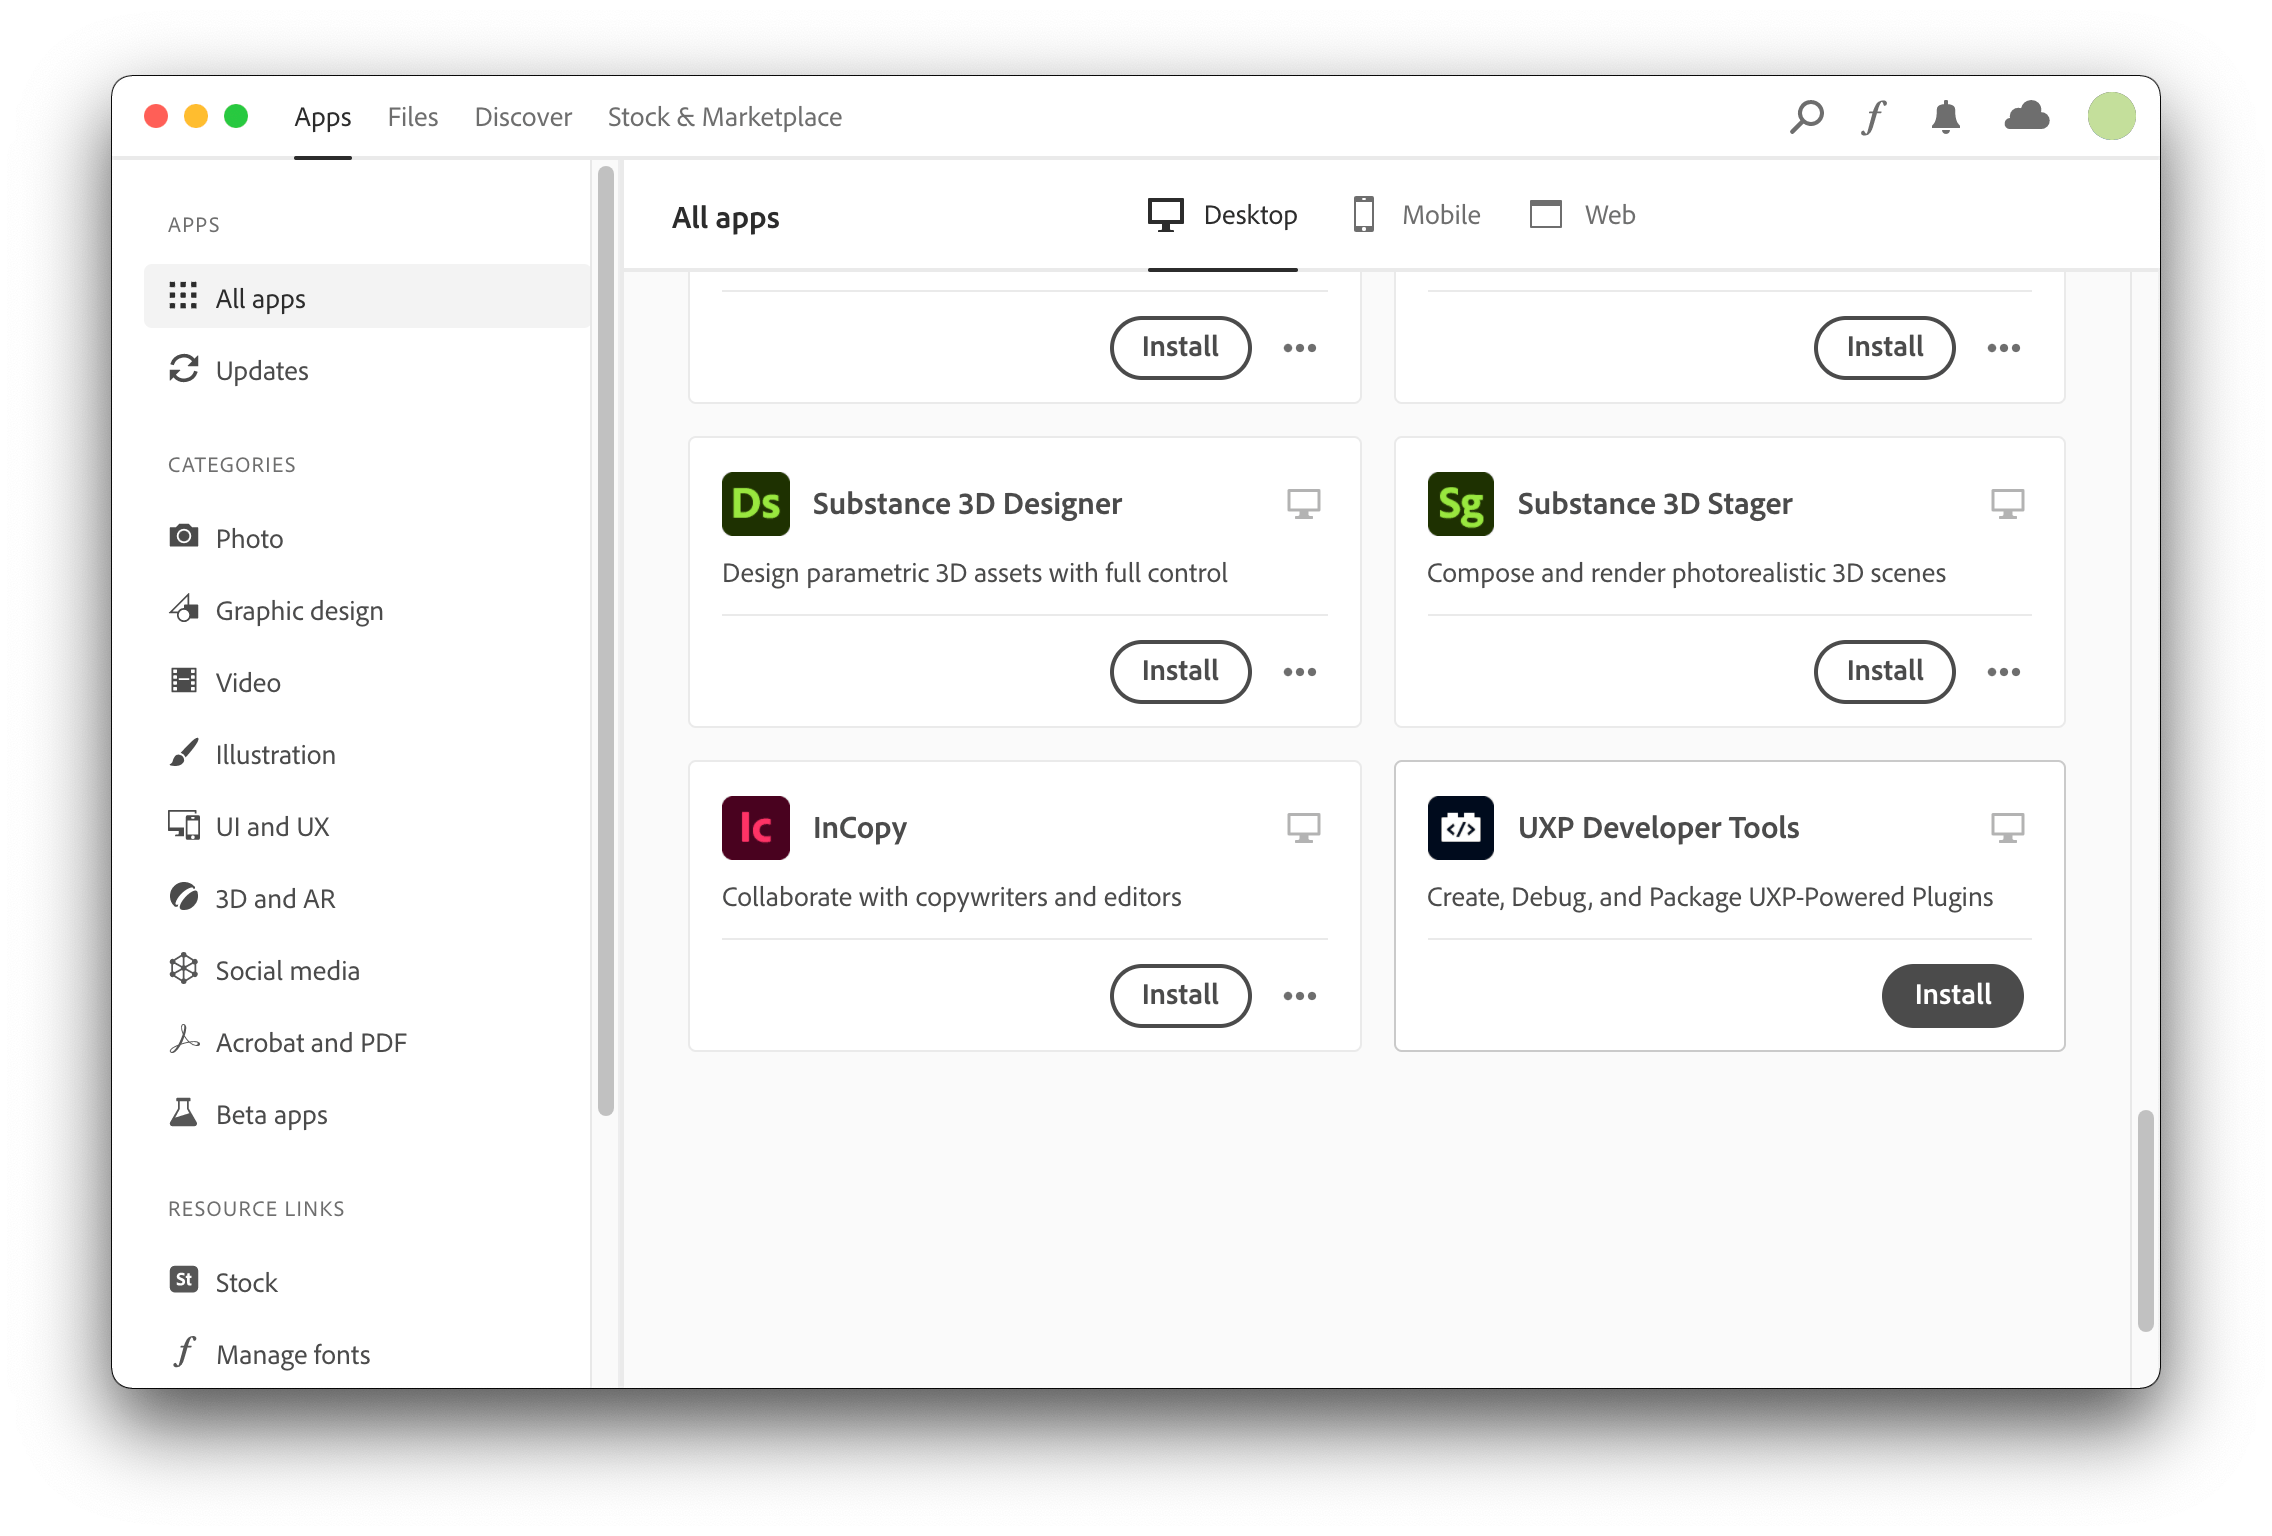 Apps Files Discover Stock & Marketplace
APPS
All apps
Updates
CATEGORIES
Photo
Graphic design
Video
Illustration
UI and UX
3D and AR
Social media
Acrobat and PDF
Beta apps
RESOURCE LINKS
St Stock
Manage fonts
All apps Desktop Mobile Web
Install Install
Ds Substance 3D Designer
Design parametric 3D assets with full control
Install
Sg Substance 3D Stager
Compose and render photorealistic 3D scenes
Install
Ic InCopy
Collaborate with copywriters and editors
Install
UXP Developer Tools
Create, Debug, and Package UXP-Powered Plugins
Install